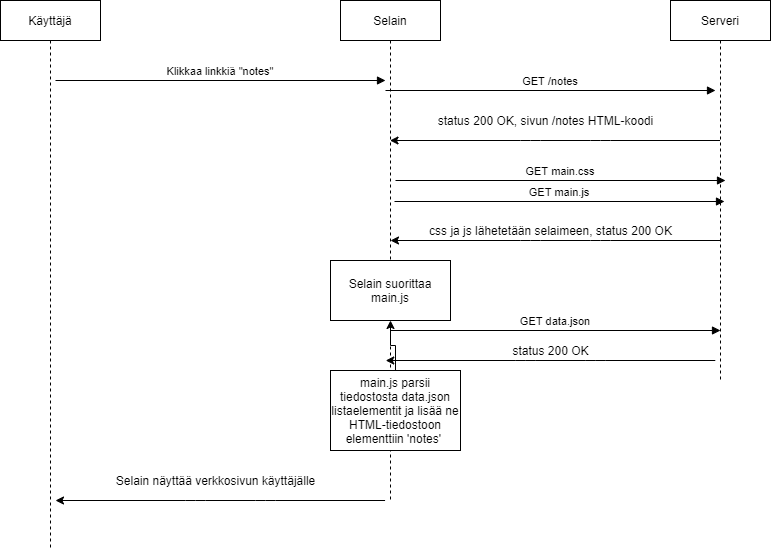 Käyttäjä
Selain
Serveri
Klikkaa linkkiä "notes"
GET /notes
status 200 OK, sivun /notes HTML-koodi
GET main.css
GET main.js
css ja js lähetetään selaimeen, status 200 OK
Selain suorittaa
main.js
GET data.json
status 200 OK
main.js parsii
tiedostosta data.json
listaelementit ja lisää ne
HTML-tiedostoon
elementtiin 'notes'
Selain näyttää verkkosivun käyttäjälle